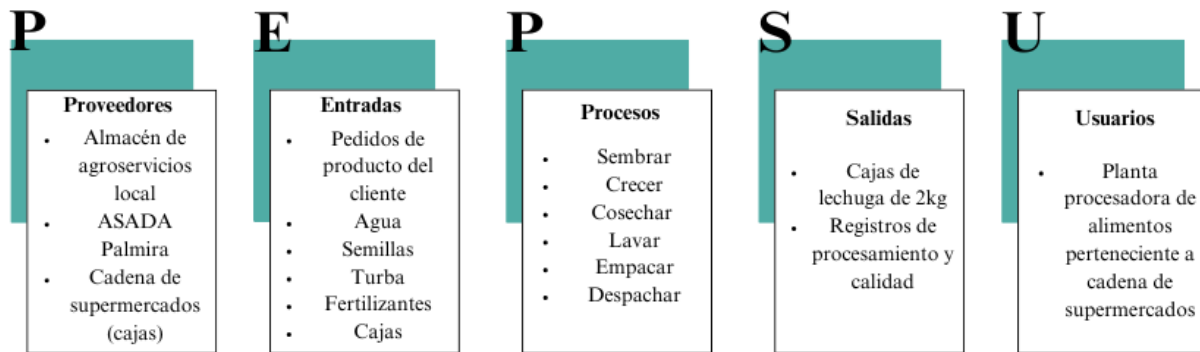 P
Proveedores
• Almacén de
agroservicios
local
• ASADA
Palmira
• Cadena de
supermercados
(cajas)
E
Entradas
• Pedidos de
producto del
cliente
• Agua
• Semillas
• Turba
• Fertilizantes
• Cajas
P
Procesos
• Sembrar
• Crecer
• Cosechar
• Lavar
• Empacar
• Despachar
S
Salidas
• Cajas de
lechuga de 2kg
• Registros de
procesamiento y
calidad
U
Usuarios
• Planta
procesadora de
alimentos
perteneciente a
cadena de
supermercados